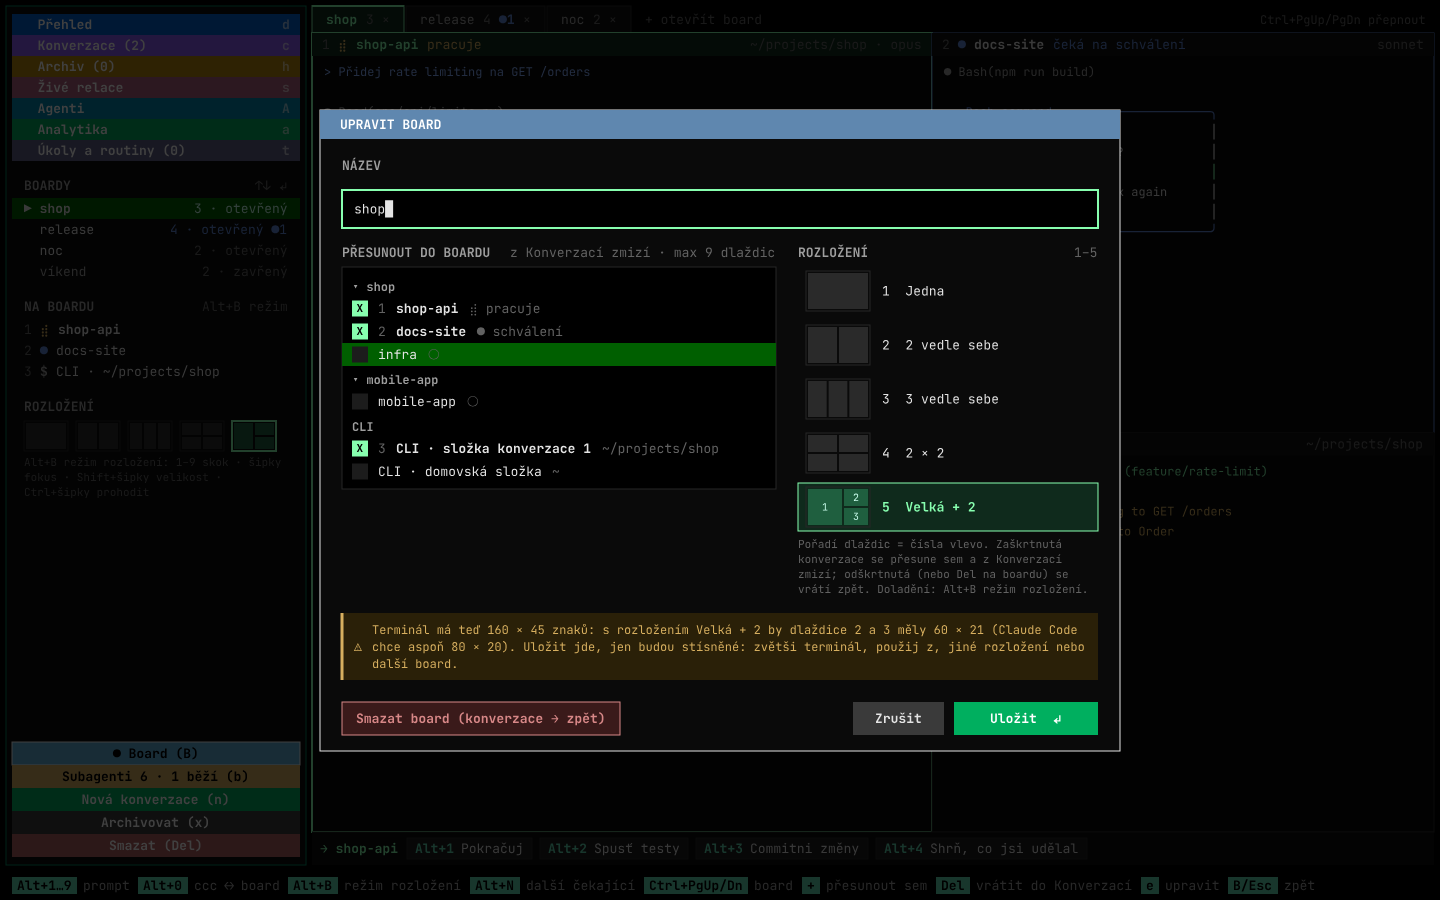 Přehled d
Konverzace (2) c
Archiv (0) h
Živé relace s
Agenti A
Analytika a
Úkoly a routiny (0) t
BOARDY ↑↓ ↲
▶ shop 3 · otevřený
release 4 · otevřený ●1
noc 2 · otevřený
víkend 2 · zavřený
NA BOARDU Alt+B režim
1 shop-api
2 ● docs-site
3 $ CLI · ~/projects/shop
ROZLOŽENÍ
Alt+B režim rozložení: 1-9 skok · šipky
fokus · Shift+šipky velikost ·
Ctrl+šipky prohodit
● Board (B)
Subagenti 6 · 1 běží (b)
Nová konverzace (n)
Archivovat (x)
Smazat (Del)
shop 3 × release 4 ●1 × noc 2 × + otevřít board Ctrl+PgUp/PgDn přepnout
1 shop-api pracuje ~/projects/shop · opus
> Přidej rate limiting na GET /orders
2 ● docs-site čeká na schválení sonnet
● Bash(npm run build)
again
~/projects/shop
(feature/rate-limit)
to GET /orders
to Order
UPRAVIT BOARD
NÁZEV
shop
PŘESUNOUT DO BOARDU z Konverzací zmizí · max 9 dlaždic
▾ shop
X 1 shop-api pracuje
X 2 docs-site ● schválení
infra
▾ mobile-app
mobile-app
CLI
X 3 CLI · složka konverzace 1 ~/projects/shop
CLI · domovská složka ~
ROZLOŽENÍ 1–5
1 Jedna
2 2 vedle sebe
3 3 vedle sebe
4 2 × 2
1 2 3 5 Velká + 2
Pořadí dlaždic = čísla vlevo. Zaškrtnutá
konverzace se přesune sem a z Konverzací
zmizí; odškrtnutá (nebo Del na boardu) se
vrátí zpět. Doladění: Alt+B režim rozložení.
⚠ Terminál má teď 160 × 45 znaků: s rozložením Velká + 2 by dlaždice 2 a 3 měly 60 × 21 (Claude Code
chce aspoň 80 × 20). Uložit jde, jen budou stísněné: zvětši terminál, použij z, jiné rozložení nebo
další board.
Smazat board (konverzace → zpět) Zrušit Uložit ↲
→ shop-api Alt+1 Pokračuj Alt+2 Spusť testy Alt+3 Commitni změny Alt+4 Shrň, co jsi udělal
Alt+1…9 prompt Alt+0 ccc ↔ board Alt+B režim rozložení Alt+N další čekající Ctrl+PgUp/Dn board + přesunout sem Del vrátit do Konverzací e upravit B/Esc zpět